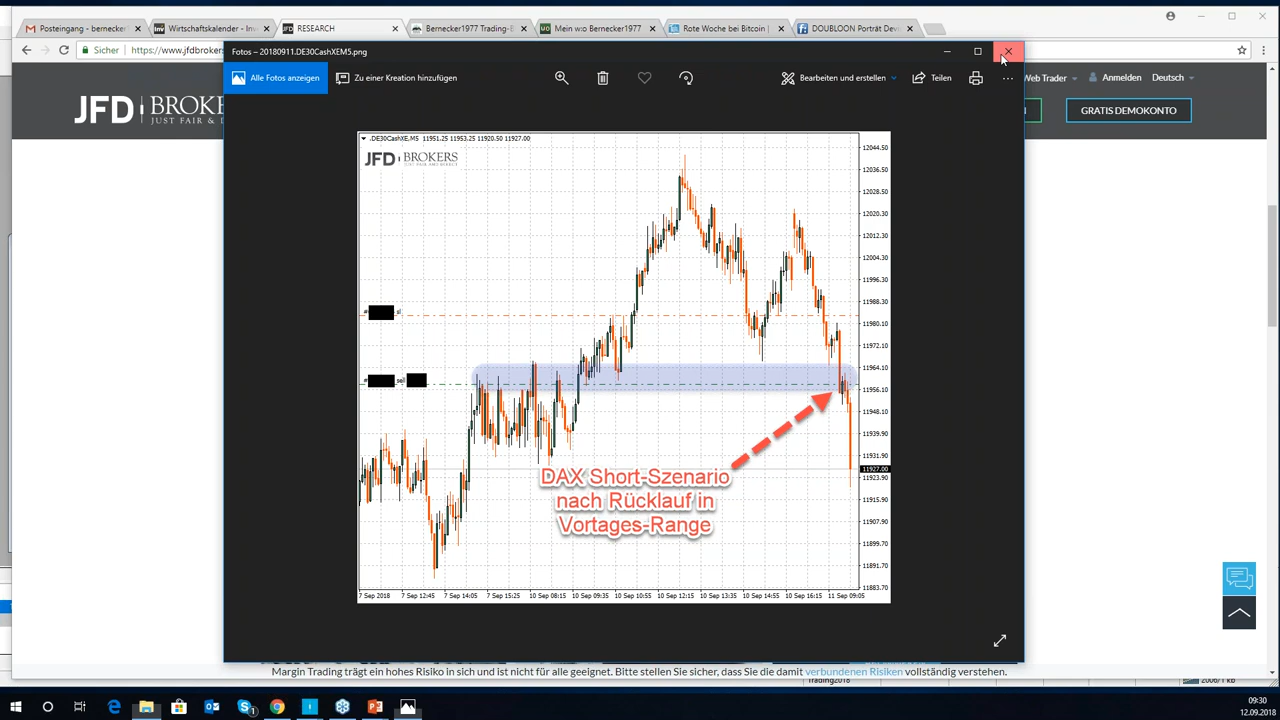 Posteingang - bernecker
Wirtschaftskalender - Inv
RESEARCH
Bernecker1977 Trading-B
Mein w:o Bernecker1977
Rote Woche bei Bitcoin |
DOUBLOON Porträt Dev
Sicher
https://www.jfdbroker
Fotos – 20180911.DE30CashXEM5.png
Alle Fotos anzeigen
Zu einer Kreation hinzufügen
Bearbeiten und erstellen
Teilen
Web Trader
Anmelden
Deutsch
JFD BROKERS
JUST FAIR &
GRATIS DEMOKONTO
.DE30CashXE,M5 11951.25 11953.25 11920.50 11927.00
JFD BROKERS
JUST FAIR AND DIRECT
12044.50
12036.50
12028.50
12020.30
12012.30
12004.30
11996.30
11988.30
sl
11980.10
11972.10
11964.10
sell
11956.10
11948.10
11939.90
11931.90
11927.00
11923.90
11915.90
11907.90
11899.70
11891.70
11883.70
DAX Short-Szenario
nach Rücklauf in
Vortages-Range
7 Sep 2018
7 Sep 12:45
7 Sep 14:05
7 Sep 15:25
10 Sep 08:15
10 Sep 09:35
10 Sep 10:55
10 Sep 12:15
10 Sep 13:35
10 Sep 14:55
10 Sep 16:15
11 Sep 09:05
Margin Trading trägt ein hohes Risiko in sich und ist nicht für alle geeignet. Bitte stellen Sie sicher, dass Sie die damit verbundenen Risiken vollständig verstehen.
Trading2018
09:30
12.09.2018